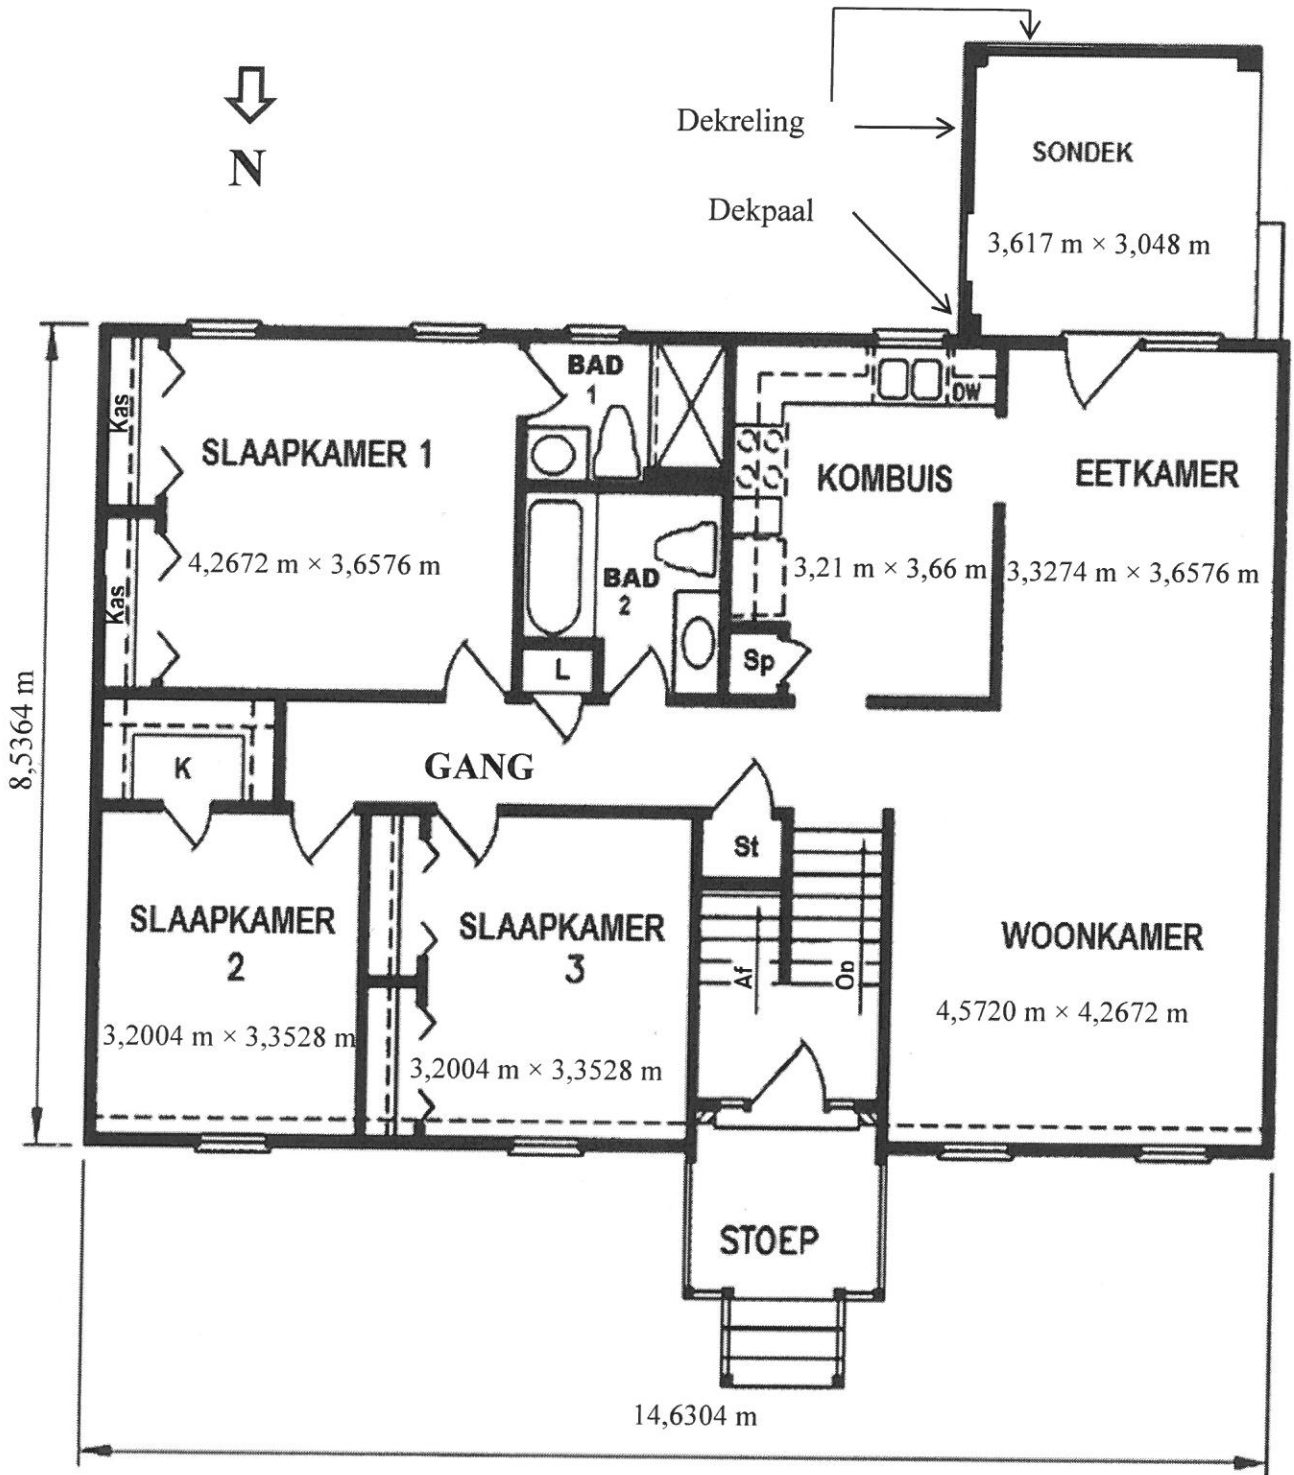 Dekreling
N
SONDEK
Dekpaal
3,617 m × 3,048 m
Kas
SLAAPKAMER 1
BAD
1
DW
KOMBUIS
EETKAMER
4,2672 m × 3,6576 m
Kas
BAD
2
3,21 m × 3,66 m
3,3274 m × 3,6576 m
L
Sp
8,5364 m
K
GANG
St
SLAAPKAMER
2
SLAAPKAMER
3
Af
Op
WOONKAMER
3,2004 m × 3,3528 m
3,2004 m × 3,3528 m
4,5720 m × 4,2672 m
STOEP
14,6304 m